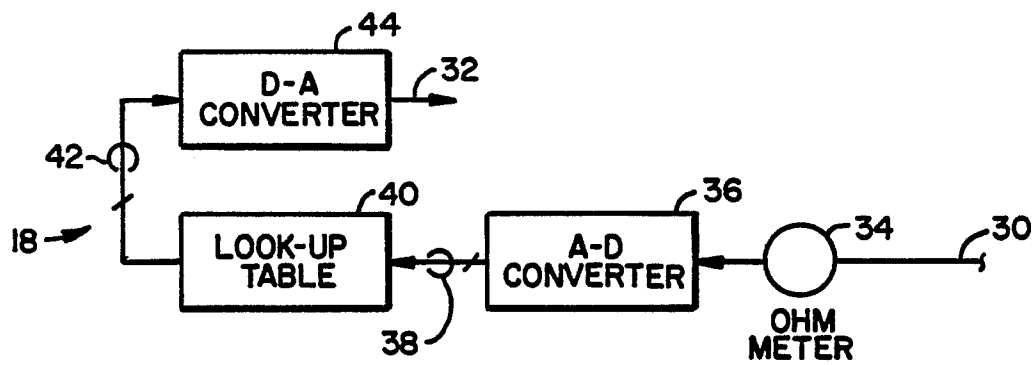 44
D-A
CONVERTER
32
42
18
40
LOOK-UP
TABLE
38
36
A-D
CONVERTER
34
OHM
METER
30